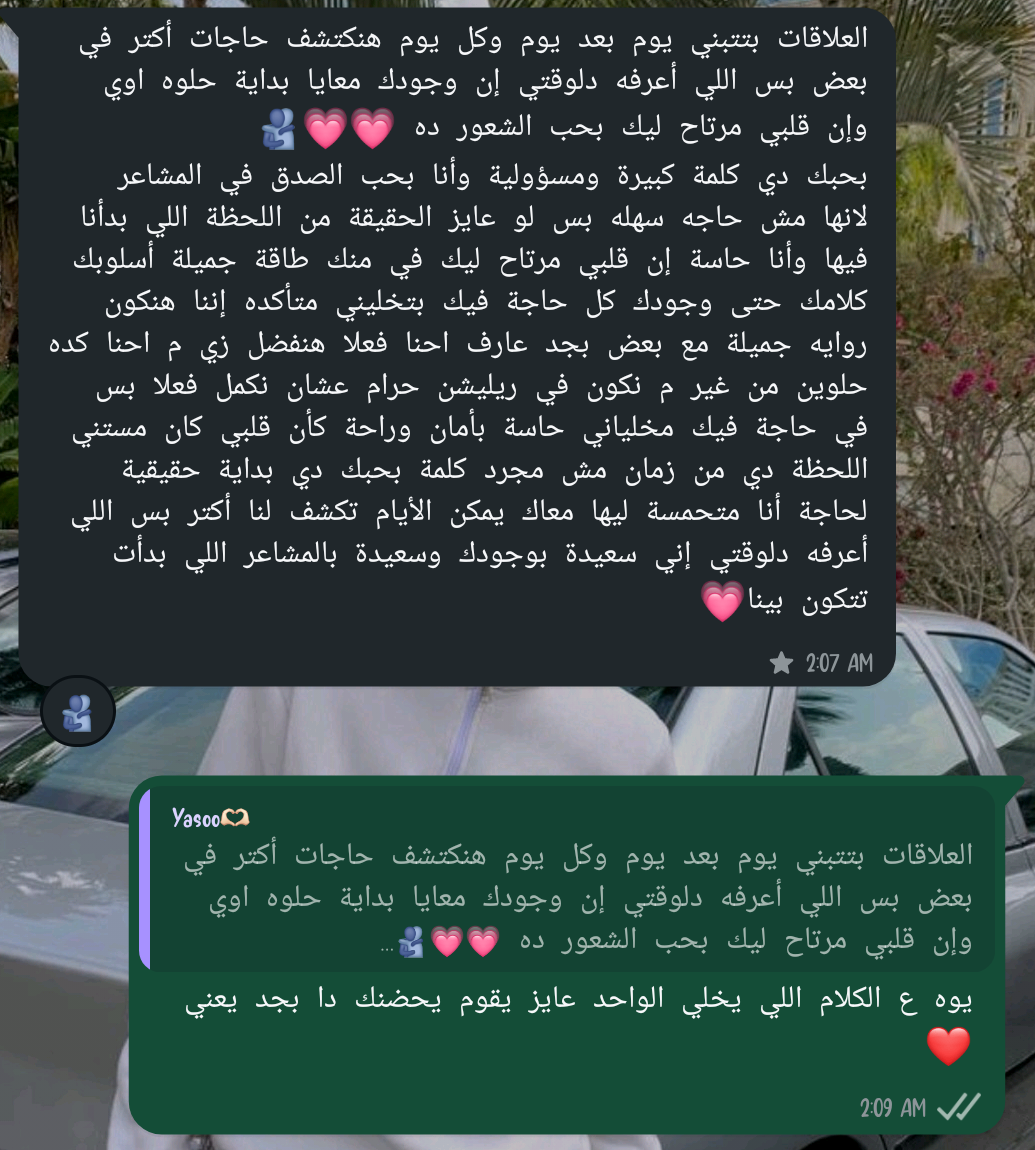 العلاقات بتتبني يوم بعد يوم وكل يوم هنكتشف حاجات أكتر في
بعض بس اللي أعرفه دلوقتي إن وجودك معايا بداية حلوه اوي
وإن قلبي مرتاح ليك بحب الشعور ده 💗💗🫂
بحبك دي كلمة كبيرة ومسؤولية وأنا بحب الصدق في المشاعر
لانها مش حاجه سهله بس لو عايز الحقيقة من اللحظة اللي بدأنا
فيها وأنا حاسة إن قلبي مرتاح ليك في منك طاقة جميلة أسلوبك
كلامك حتى وجودك كل حاجة فيك بتخليني متأكده إننا هنكون
روايه جميلة مع بعض بجد عارف احنا فعلا هنفضل زي م احنا كده
حلوين من غير م نكون في ريليشن حرام عشان نكمل فعلا بس
في حاجة فيك مخلياني حاسة بأمان وراحة كأن قلبي كان مستني
اللحظة دي من زمان مش مجرد كلمة بحبك دي بداية حقيقية
لحاجة أنا متحمسة ليها معاك يمكن الأيام تكشف لنا أكتر بس اللي
أعرفه دلوقتي إني سعيدة بوجودك وسعيدة بالمشاعر اللي بدأت
تتكون بينا💗
2:07 AM
Yasoo🫶🏻
العلاقات بتتبني يوم بعد يوم وكل يوم هنكتشف حاجات أكتر في
بعض بس اللي أعرفه دلوقتي إن وجودك معايا بداية حلوه اوي
وإن قلبي مرتاح ليك بحب الشعور ده 💗💗🫂...
يوه ع الكلام اللي يخلي الواحد عايز يقوم يحضنك دا بجد يعني
❤️
2:09 AM